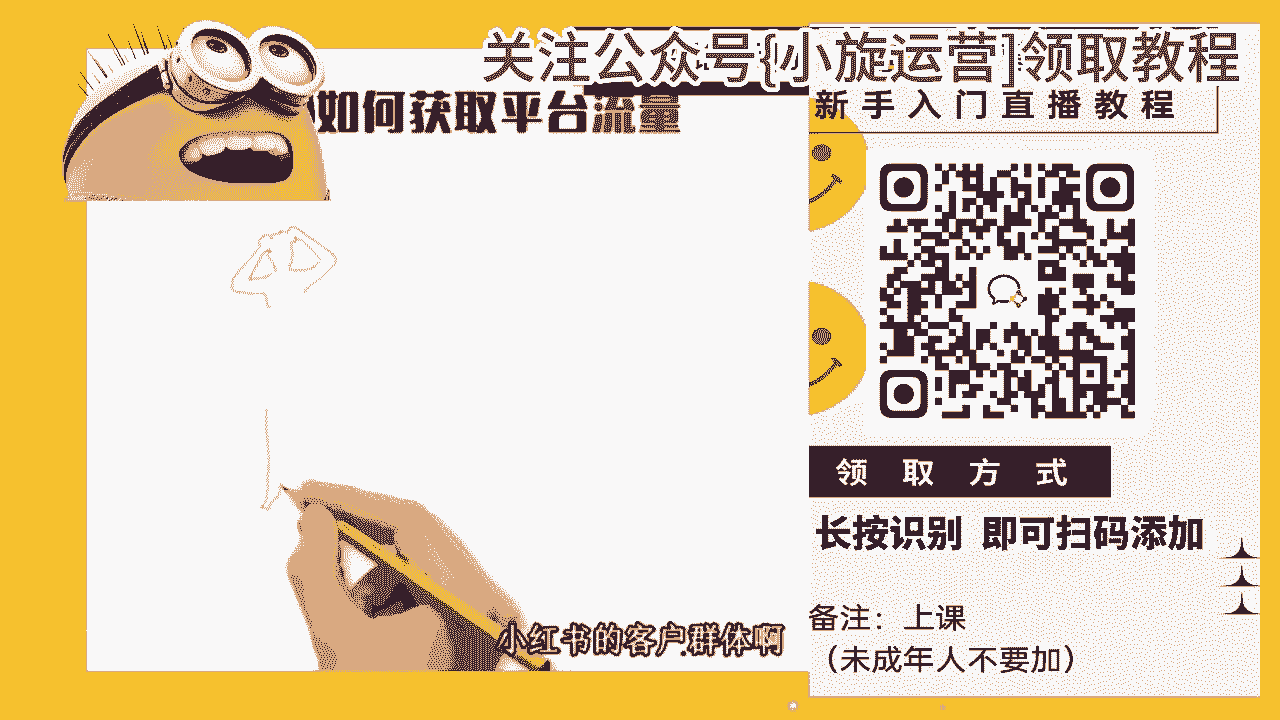 关注公众号{小旋运营]领取教程
如何获取平台流量
新手入门直播教程
领取方式
长按识别 即可扫码添加
备注：上课
（未成年人不要加）
小红书的客户群体啊